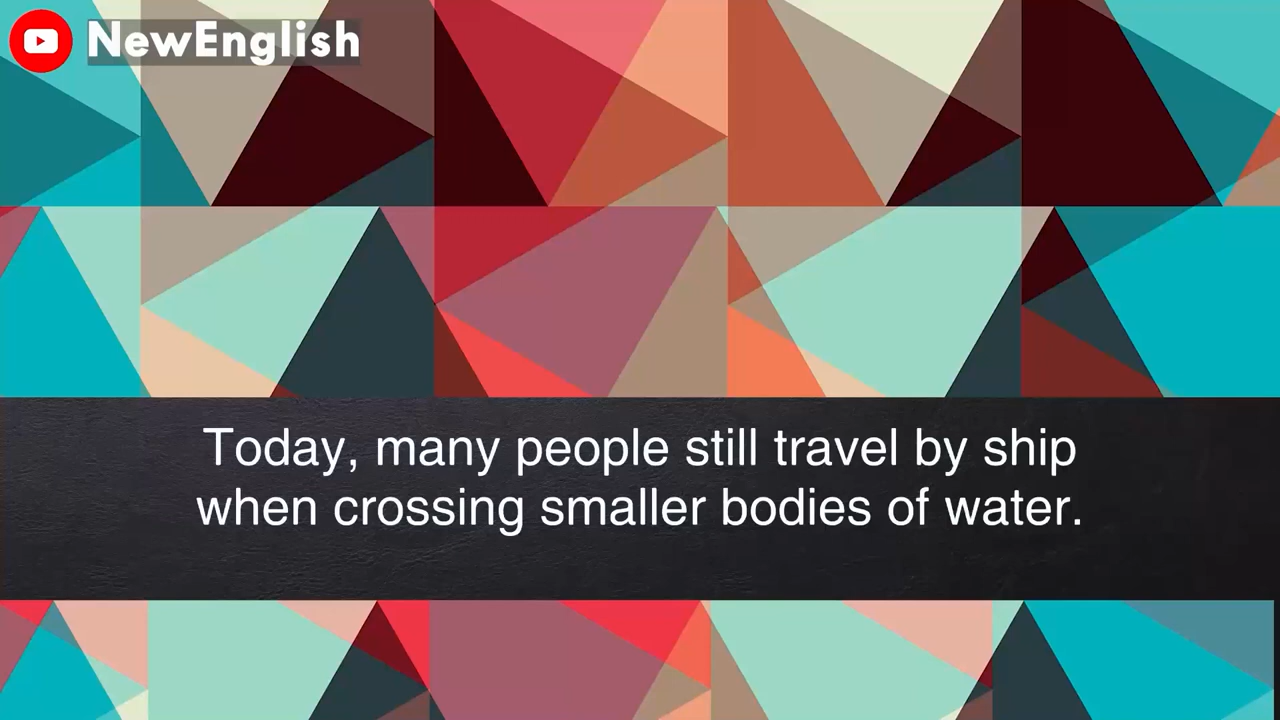 NewEnglish
Today, many people still travel by ship
when crossing smaller bodies of water.